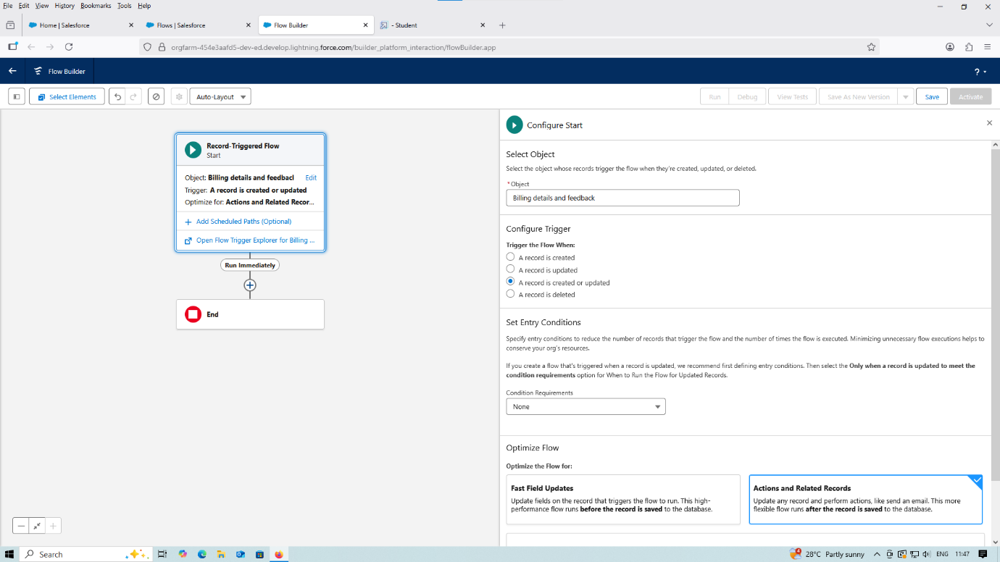 File Edit View History Bookmarks Tools Help
Home | Salesforce
Flows | Salesforce
Flow Builder
- Student
orgfarm-454e3aafd5-dev-ed.develop.lightning.force.com/builder_platform_interaction/flowBuilder.app
Flow Builder
?
Select Elements
Auto-Layout
Run
Debug
View Tests
Save As New Version
Save
Activate
Record-Triggered Flow
Start
Object: Billing details and feedback
Edit
Trigger: A record is created or updated
Optimize for: Actions and Related Recor...
Add Scheduled Paths (Optional)
Open Flow Trigger Explorer for Billing ...
Run Immediately
End
Configure Start
Select Object
Select the object whose records trigger the flow when they're created, updated, or deleted.
*Object
Billing details and feedback
Configure Trigger
Trigger the Flow When:
A record is created
A record is updated
A record is created or updated
A record is deleted
Set Entry Conditions
Specify entry conditions to reduce the number of records that trigger the flow and the number of times the flow is executed. Minimizing unnecessary flow executions helps to
conserve your org's resources.
If you create a flow that's triggered when a record is updated, we recommend first defining entry conditions. Then select the Only when a record is updated to meet the
condition requirements option for When to Run the Flow for Updated Records.
Condition Requirements
None
Optimize Flow
Optimize the Flow for:
Fast Field Updates
Update fields on the record that triggers the flow to run. This high-
performance flow runs before the record is saved to the database.
Actions and Related Records
Update any record and perform actions, like send an email. This more
flexible flow runs after the record is saved to the database.
Search
4
28°C Partly sunny
ENG
11:47